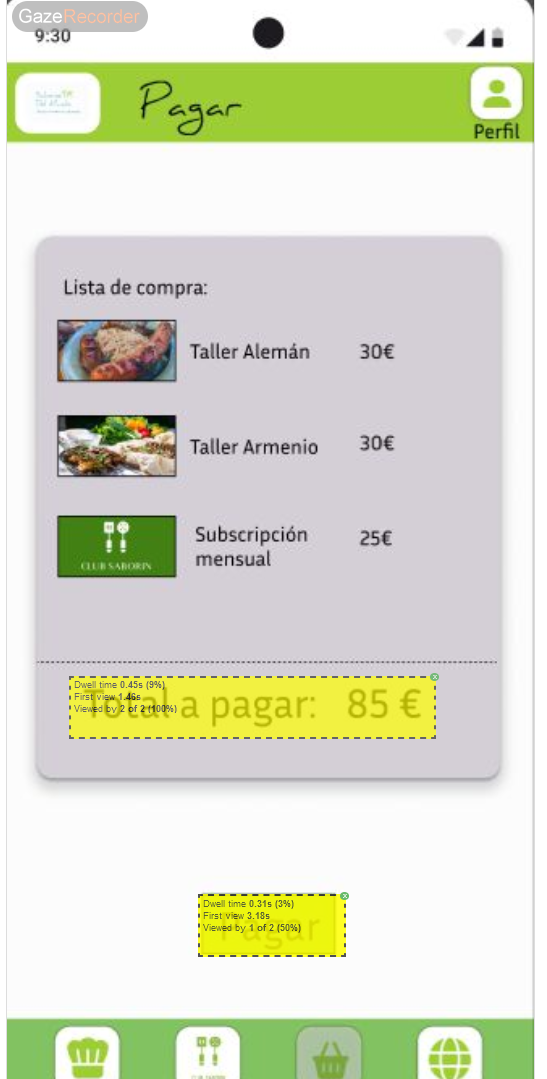 GazeRecorder
9:30
Pagar
Perfil
Lista de compra:
Taller Alemán 30€
Taller Armenio 30€
Subscripción
mensual
25€
CLUB SABORIN
Total a pagar: 85 €
Dwell time 0.45s (9%)
First view 1.46s
Viewed by 2 of 2 (100%)
x
Pagar
Dwell time 0.31s (3%)
First view 3.18s
Viewed by 1 of 2 (50%)
x